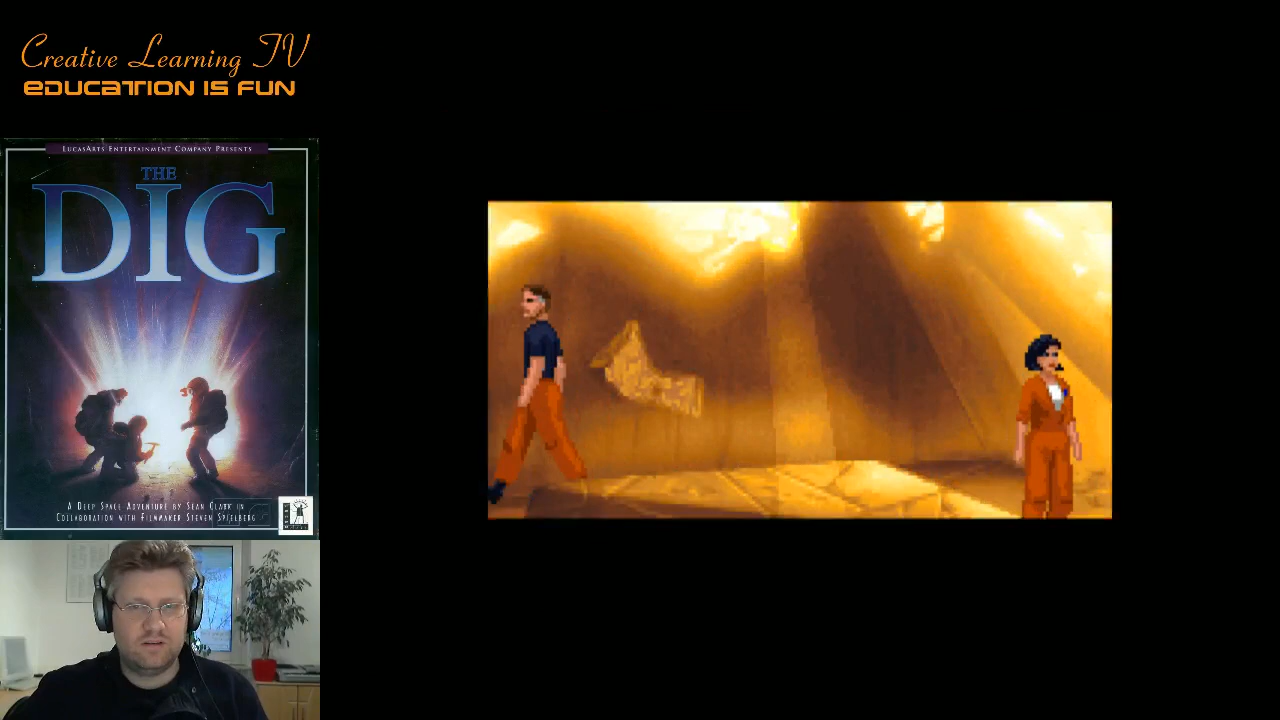 Creative Learning TV
EDUCATION IS FUN
LUCASARTS ENTERTAINMENT COMPANY PRESENTS
THE
DIG
A DEEP SPACE ADVENTURE BY SEAN CLARK IN
COLLABORATION WITH FILMMAKER STEVEN SPIELBERG